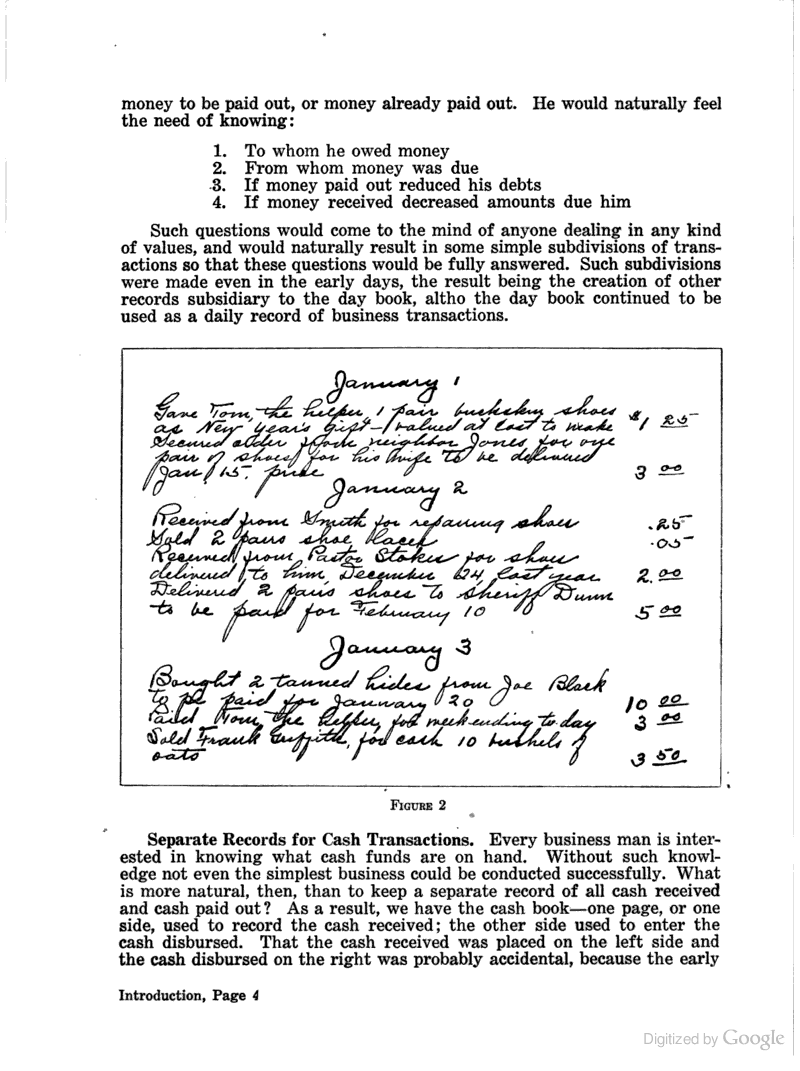 money to be paid out, or money already paid out. He would naturally feel
the need of knowing:
1. To whom he owed money
2. From whom money was due
3. If money paid out reduced his debts
4. If money received decreased amounts due him
Such questions would come to the mind of anyone dealing in any kind
of values, and would naturally result in some simple subdivisions of trans-
actions so that these questions would be fully answered. Such subdivisions
were made even in the early days, the result being the creation of other
records subsidiary to the day book, altho the day book continued to be
used as a daily record of business transactions.
January 1
Gave Tom, the helper, 1 pair buckskin shoes
as New Year's gift—valued at cost to make $1 25
Secured order from neighbor Jones for one
pair of shoes for his wife to be delivered
Jan 15. price 3 00
January 2
Received from Smith for repairing shoes .25
Sold 2 pairs shoe laces .05
Received from Pastor Stokes for shoes
delivered to him, December 24, last year 2.00
Delivered 2 pairs shoes to Sheriff Dunn
to be paid for February 10 5 00
January 3
Bought 2 tanned hides from Joe Black
to be paid for January 20 10 00
Paid Tom, the helper, for week ending to-day 3 00
Sold Frank Griffith, for cash 10 bushels of
oats 3 50
FIGURE 2
Separate Records for Cash Transactions. Every business man is inter-
ested in knowing what cash funds are on hand. Without such knowl-
edge not even the simplest business could be conducted successfully. What
is more natural, then, than to keep a separate record of all cash received
and cash paid out? As a result, we have the cash book—one page, or one
side, used to record the cash received; the other side used to enter the
cash disbursed. That the cash received was placed on the left side and
the cash disbursed on the right was probably accidental, because the early
Introduction, Page 4
Digitized by Google